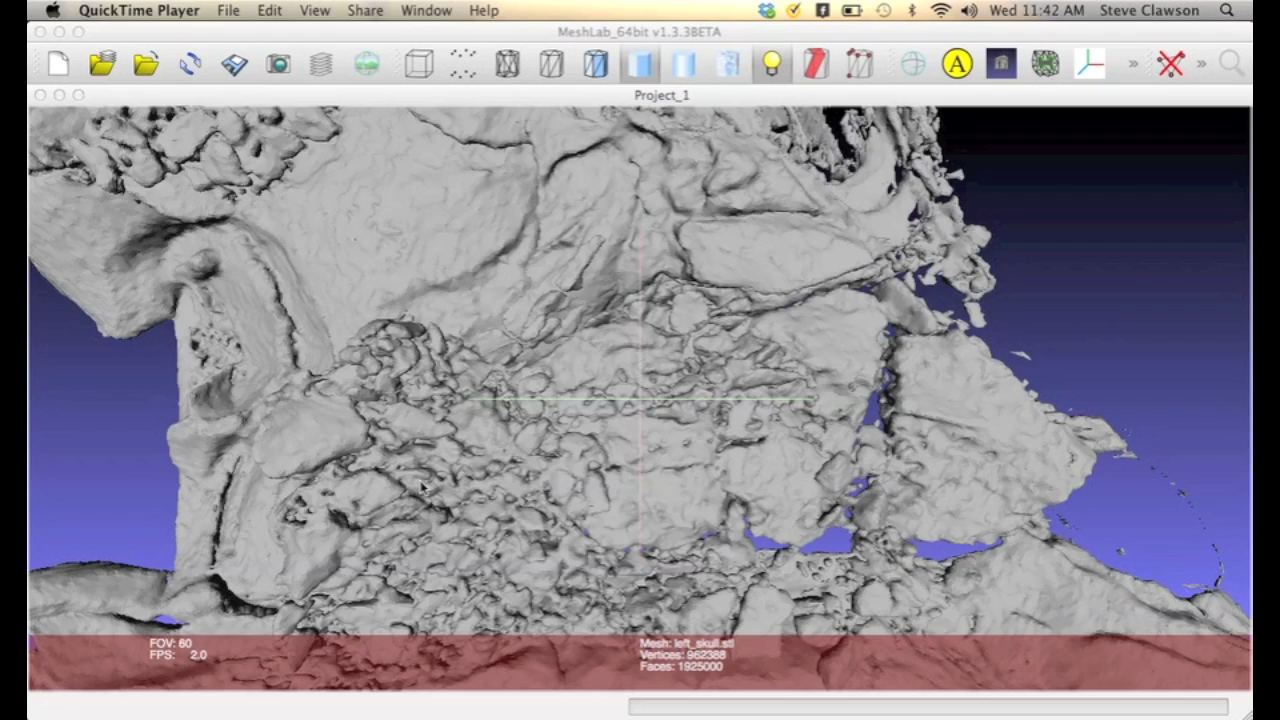 QuickTime Player File Edit View Share Window Help Wed 11:42 AM Steve Clawson
MeshLab_64bit v1.3.3BETA
A
Project_1
FOV: 60
FPS: 2.0
Mesh: left_skull.stl
Vertices: 962388
Faces: 1925000